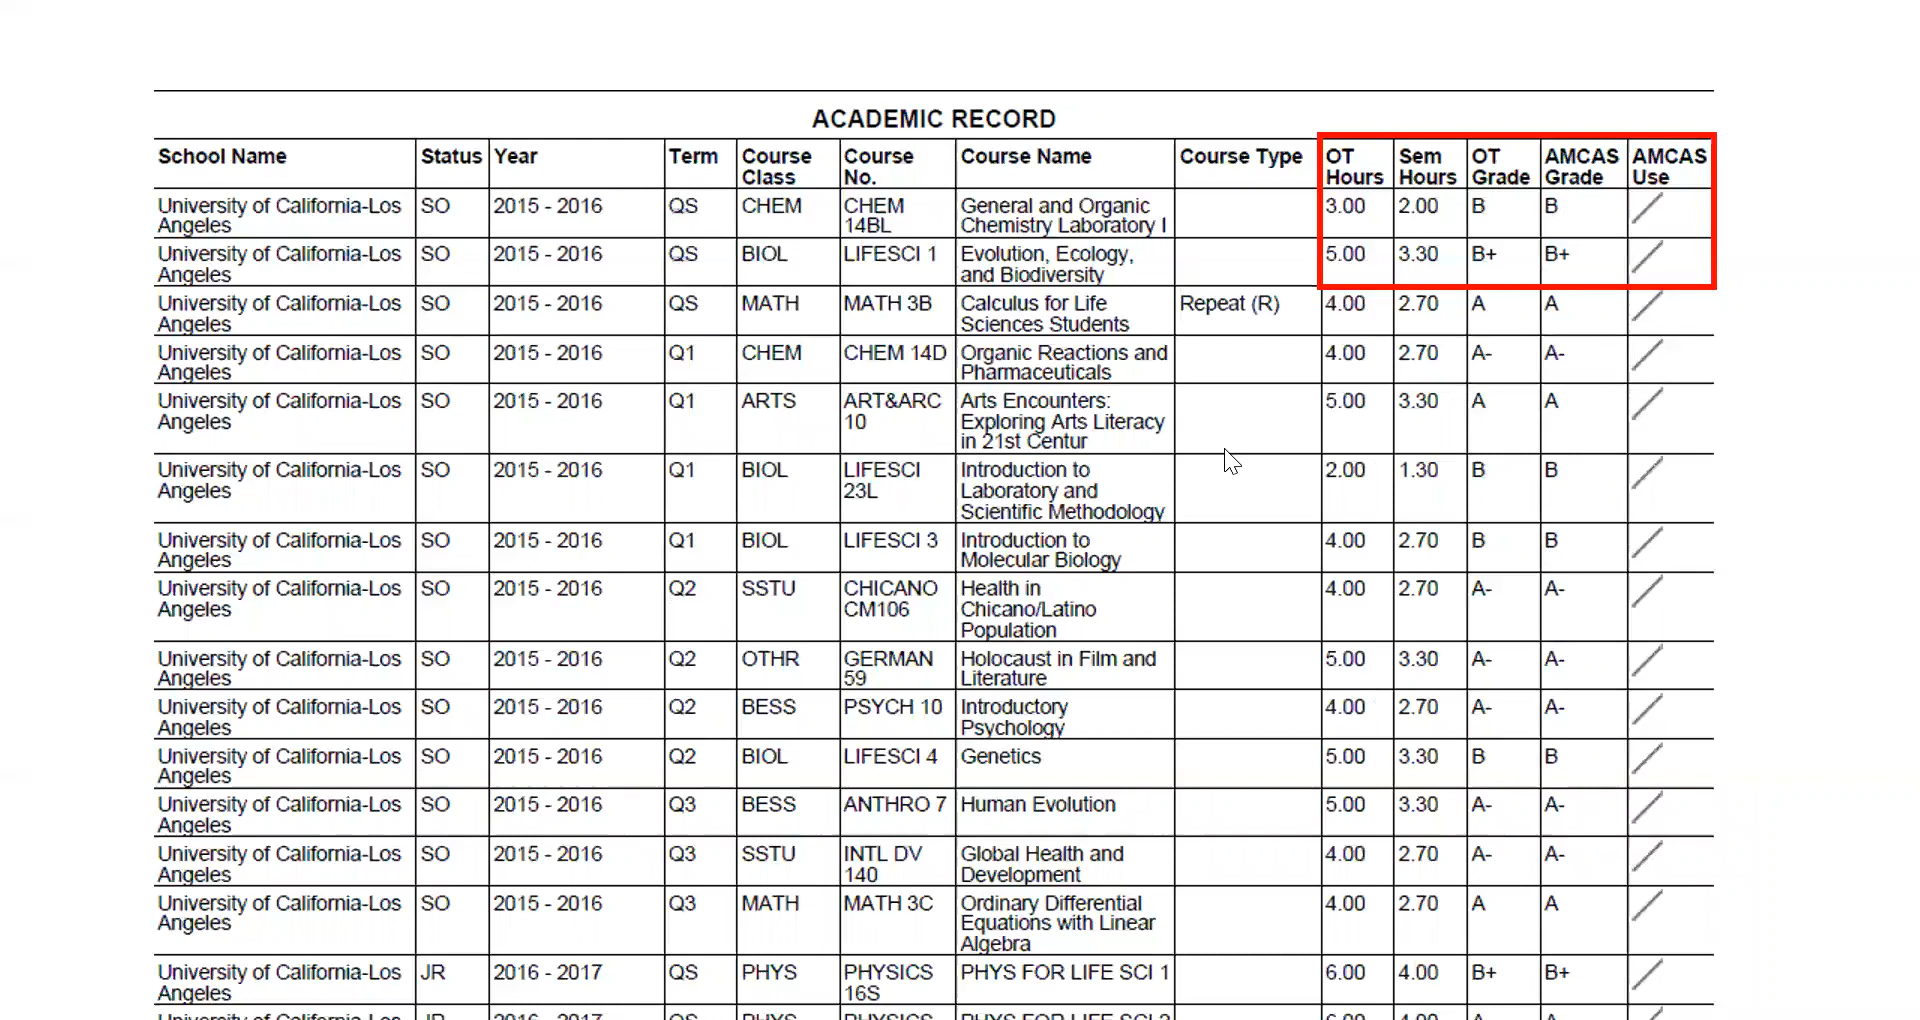 ACADEMIC RECORD
School Name Status Year Term Course Class Course No. Course Name Course Type OT Hours Sem Hours OT Grade AMCAS Grade AMCAS Use
University of California-Los Angeles SO 2015 - 2016 QS CHEM CHEM 14BL General and Organic Chemistry Laboratory I 3.00 2.00 B B
University of California-Los Angeles SO 2015 - 2016 QS BIOL LIFESCI 1 Evolution, Ecology, and Biodiversity 5.00 3.30 B+ B+
University of California-Los Angeles SO 2015 - 2016 QS MATH MATH 3B Calculus for Life Sciences Students Repeat (R) 4.00 2.70 A A
University of California-Los Angeles SO 2015 - 2016 Q1 CHEM CHEM 14D Organic Reactions and Pharmaceuticals 4.00 2.70 A- A-
University of California-Los Angeles SO 2015 - 2016 Q1 ARTS ART&ARC 10 Arts Encounters: Exploring Arts Literacy in 21st Centur 5.00 3.30 A A
University of California-Los Angeles SO 2015 - 2016 Q1 BIOL LIFESCI 23L Introduction to Laboratory and Scientific Methodology 2.00 1.30 B B
University of California-Los Angeles SO 2015 - 2016 Q1 BIOL LIFESCI 3 Introduction to Molecular Biology 4.00 2.70 B B
University of California-Los Angeles SO 2015 - 2016 Q2 SSTU CHICANO CM106 Health in Chicano/Latino Population 4.00 2.70 A- A-
University of California-Los Angeles SO 2015 - 2016 Q2 OTHR GERMAN 59 Holocaust in Film and Literature 5.00 3.30 A- A-
University of California-Los Angeles SO 2015 - 2016 Q2 BESS PSYCH 10 Introductory Psychology 4.00 2.70 A- A-
University of California-Los Angeles SO 2015 - 2016 Q2 BIOL LIFESCI 4 Genetics 5.00 3.30 B B
University of California-Los Angeles SO 2015 - 2016 Q3 BESS ANTHRO 7 Human Evolution 5.00 3.30 A- A-
University of California-Los Angeles SO 2015 - 2016 Q3 SSTU INTL DV 140 Global Health and Development 4.00 2.70 A- A-
University of California-Los Angeles SO 2015 - 2016 Q3 MATH MATH 3C Ordinary Differential Equations with Linear Algebra 4.00 2.70 A A
University of California-Los Angeles JR 2016 - 2017 QS PHYS PHYSICS 16S PHYS FOR LIFE SCI 1 6.00 4.00 B+ B+
University of California-Los JR 2016 - 2017 QS PHYS PHYSICS